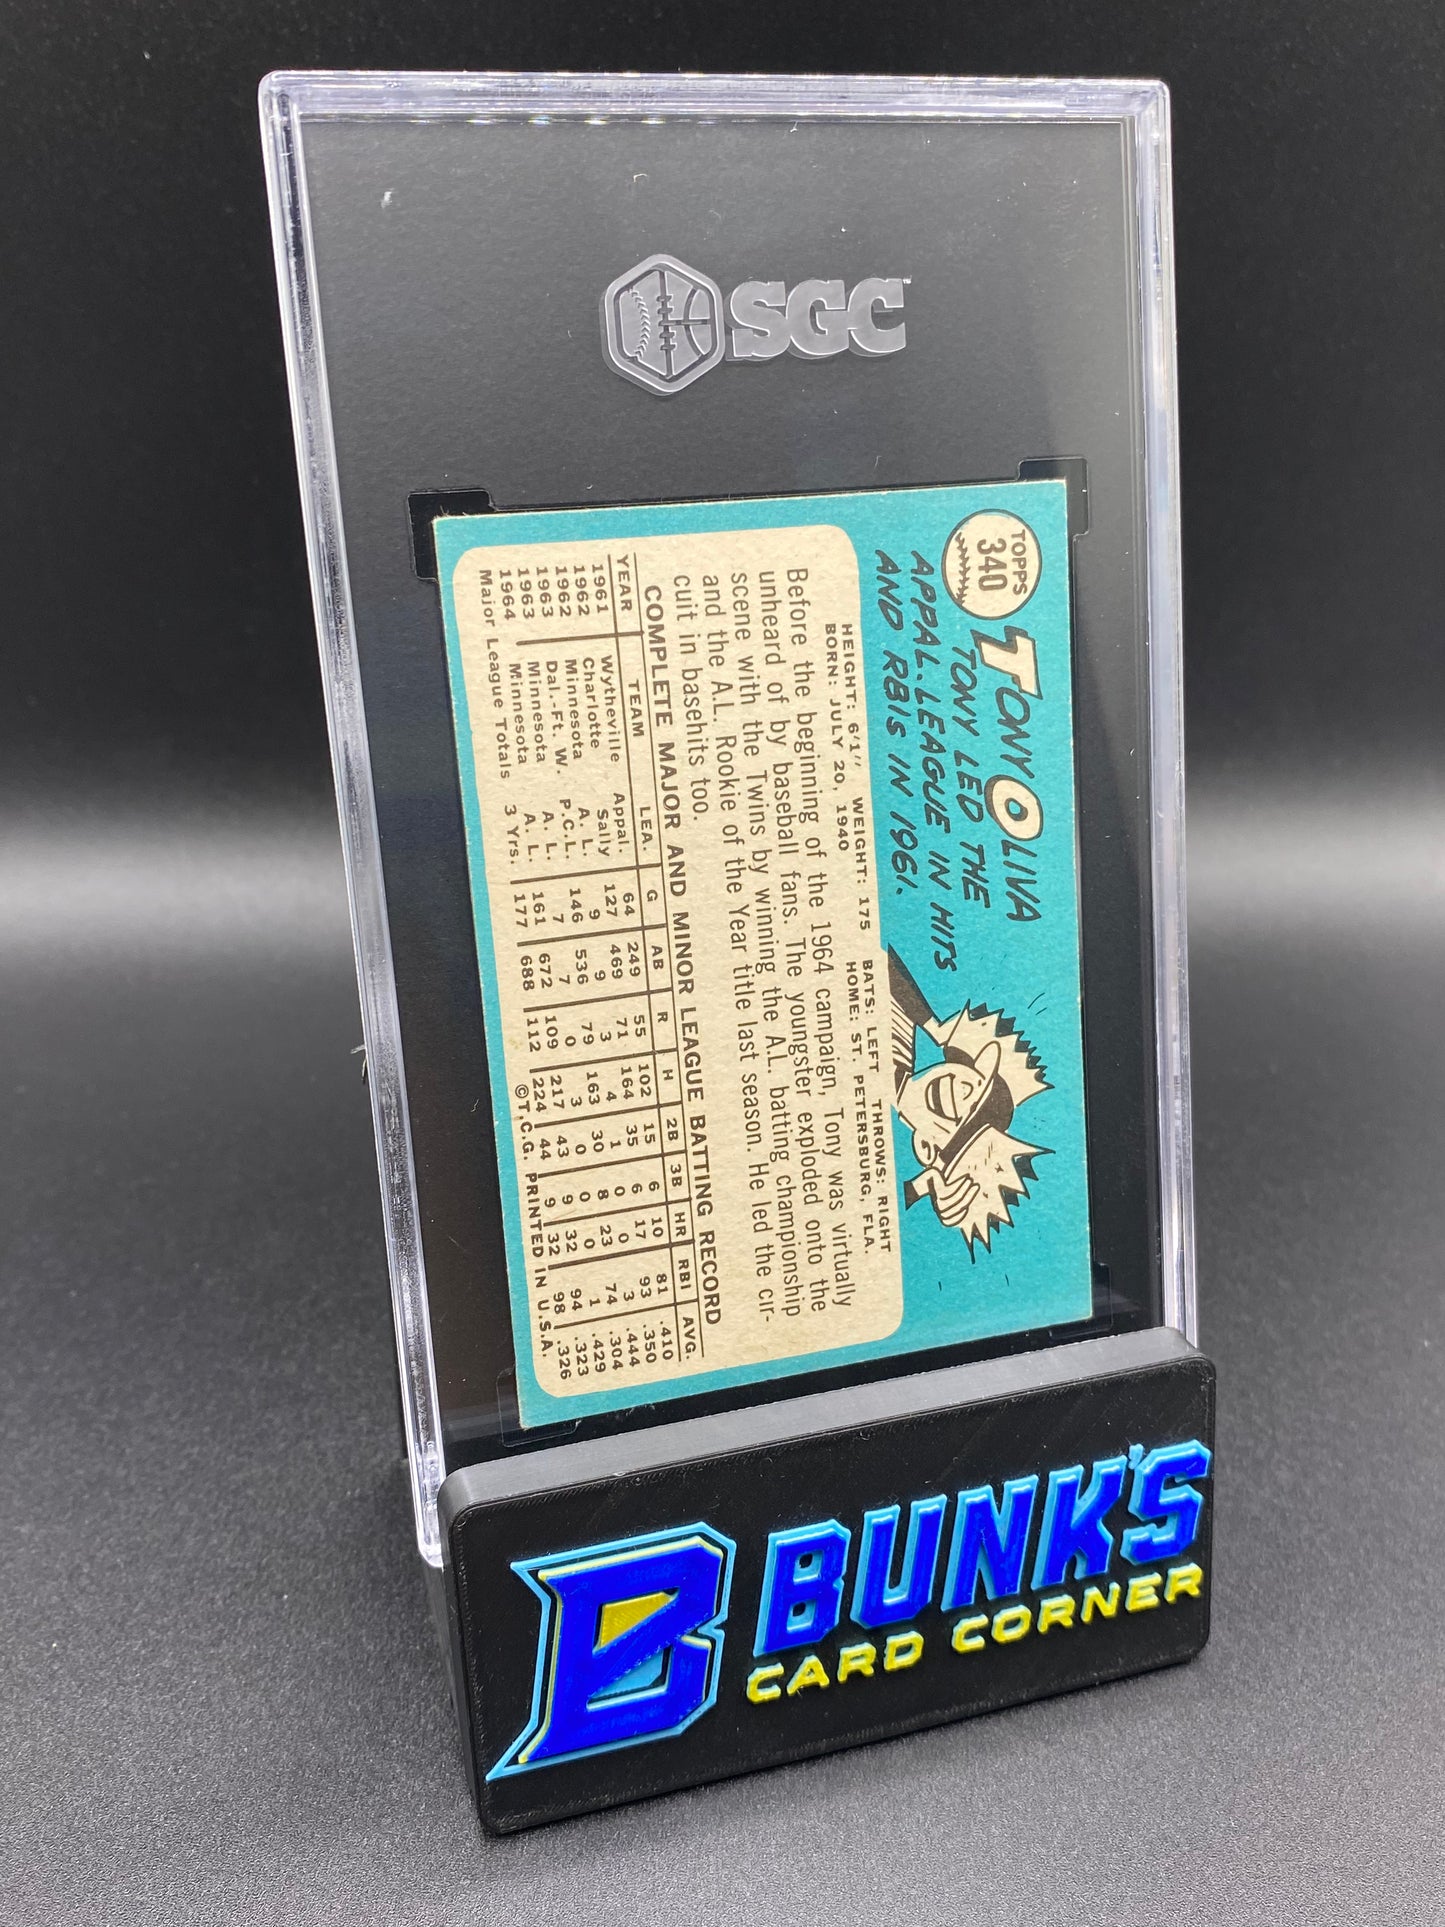 SGC
TOPPS
340
TONY OLIVA
TONY LED THE
APPAL. LEAGUE IN HITS
AND RBIS IN 1961.
HEIGHT: 6'1" WEIGHT: 175 BATS: LEFT THROWS: RIGHT
BORN: JULY 20, 1940 HOME: ST. PETERSBURG, FLA.
Before the beginning of the 1964 campaign, Tony was virtually
unheard of by baseball fans. The youngster exploded onto the
scene with the Twins by winning the A.L. batting championship
and the A.L. Rookie of the Year title last season. He led the cir-
cuit in basehits too.
COMPLETE MAJOR AND MINOR LEAGUE BATTING RECORD
YEAR TEAM LEA. G AB R H 2B 3B HR RBI AVG.
1961 Wytheville Appal. 64 249 55 102 15 6 10 81 .410
1962 Charlotte Sally 127 469 71 164 35 6 17 93 .350
1962 Minnesota A. L. 9 9 3 4 1 0 0 3 .444
1963 Dal.-Ft. W. P.C.L. 146 536 79 163 30 8 23 74 .304
1963 Minnesota A. L. 7 7 0 3 0 0 0 1 .429
1964 Minnesota A. L. 161 672 109 217 43 9 32 94 .323
Major League Totals 3 Yrs. 177 688 112 224 44 9 32 98 .326
©T.C.G. PRINTED IN U.S.A.
B BUNK'S
CARD CORNER